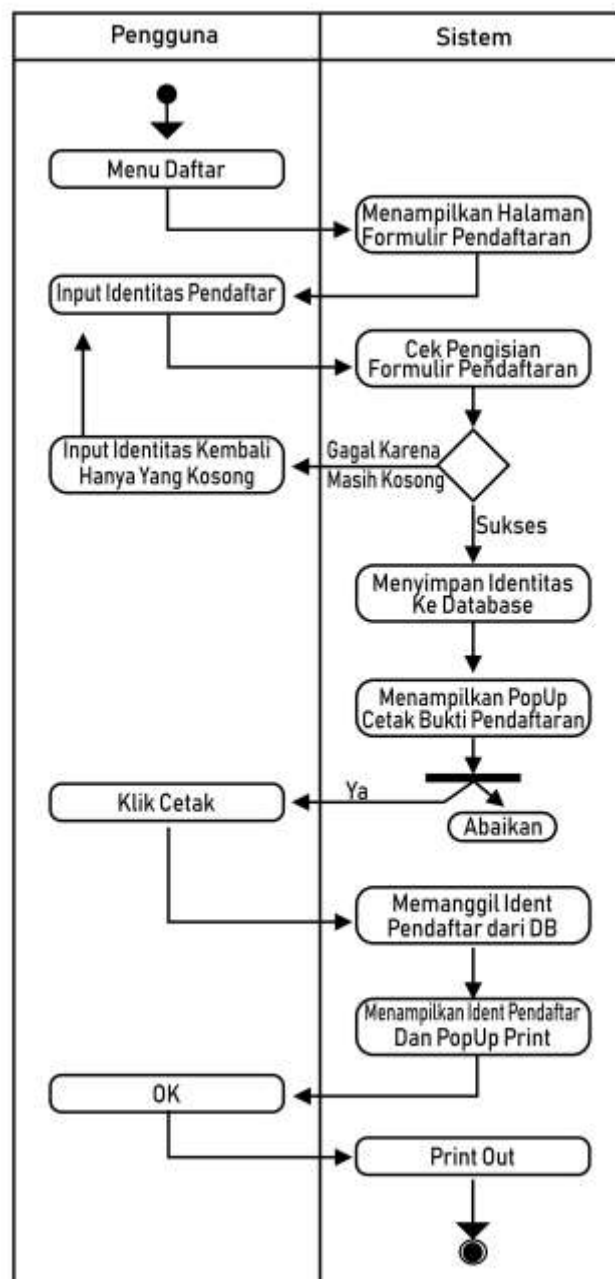 Pengguna
Sistem
Menu Daftar
Menampilkan Halaman
Formulir Pendaftaran
Input Identitas Pendaftar
Cek Pengisian
Formulir Pendaftaran
Gagal Karena
Masih Kosong
Input Identitas Kembali
Hanya Yang Kosong
Sukses
Menyimpan Identitas
Ke Database
Menampilkan PopUp
Cetak Bukti Pendaftaran
Ya
Klik Cetak
Abaikan
Memanggil Ident
Pendaftar dari DB
Menampilkan Ident Pendaftar
Dan PopUp Print
OK
Print Out